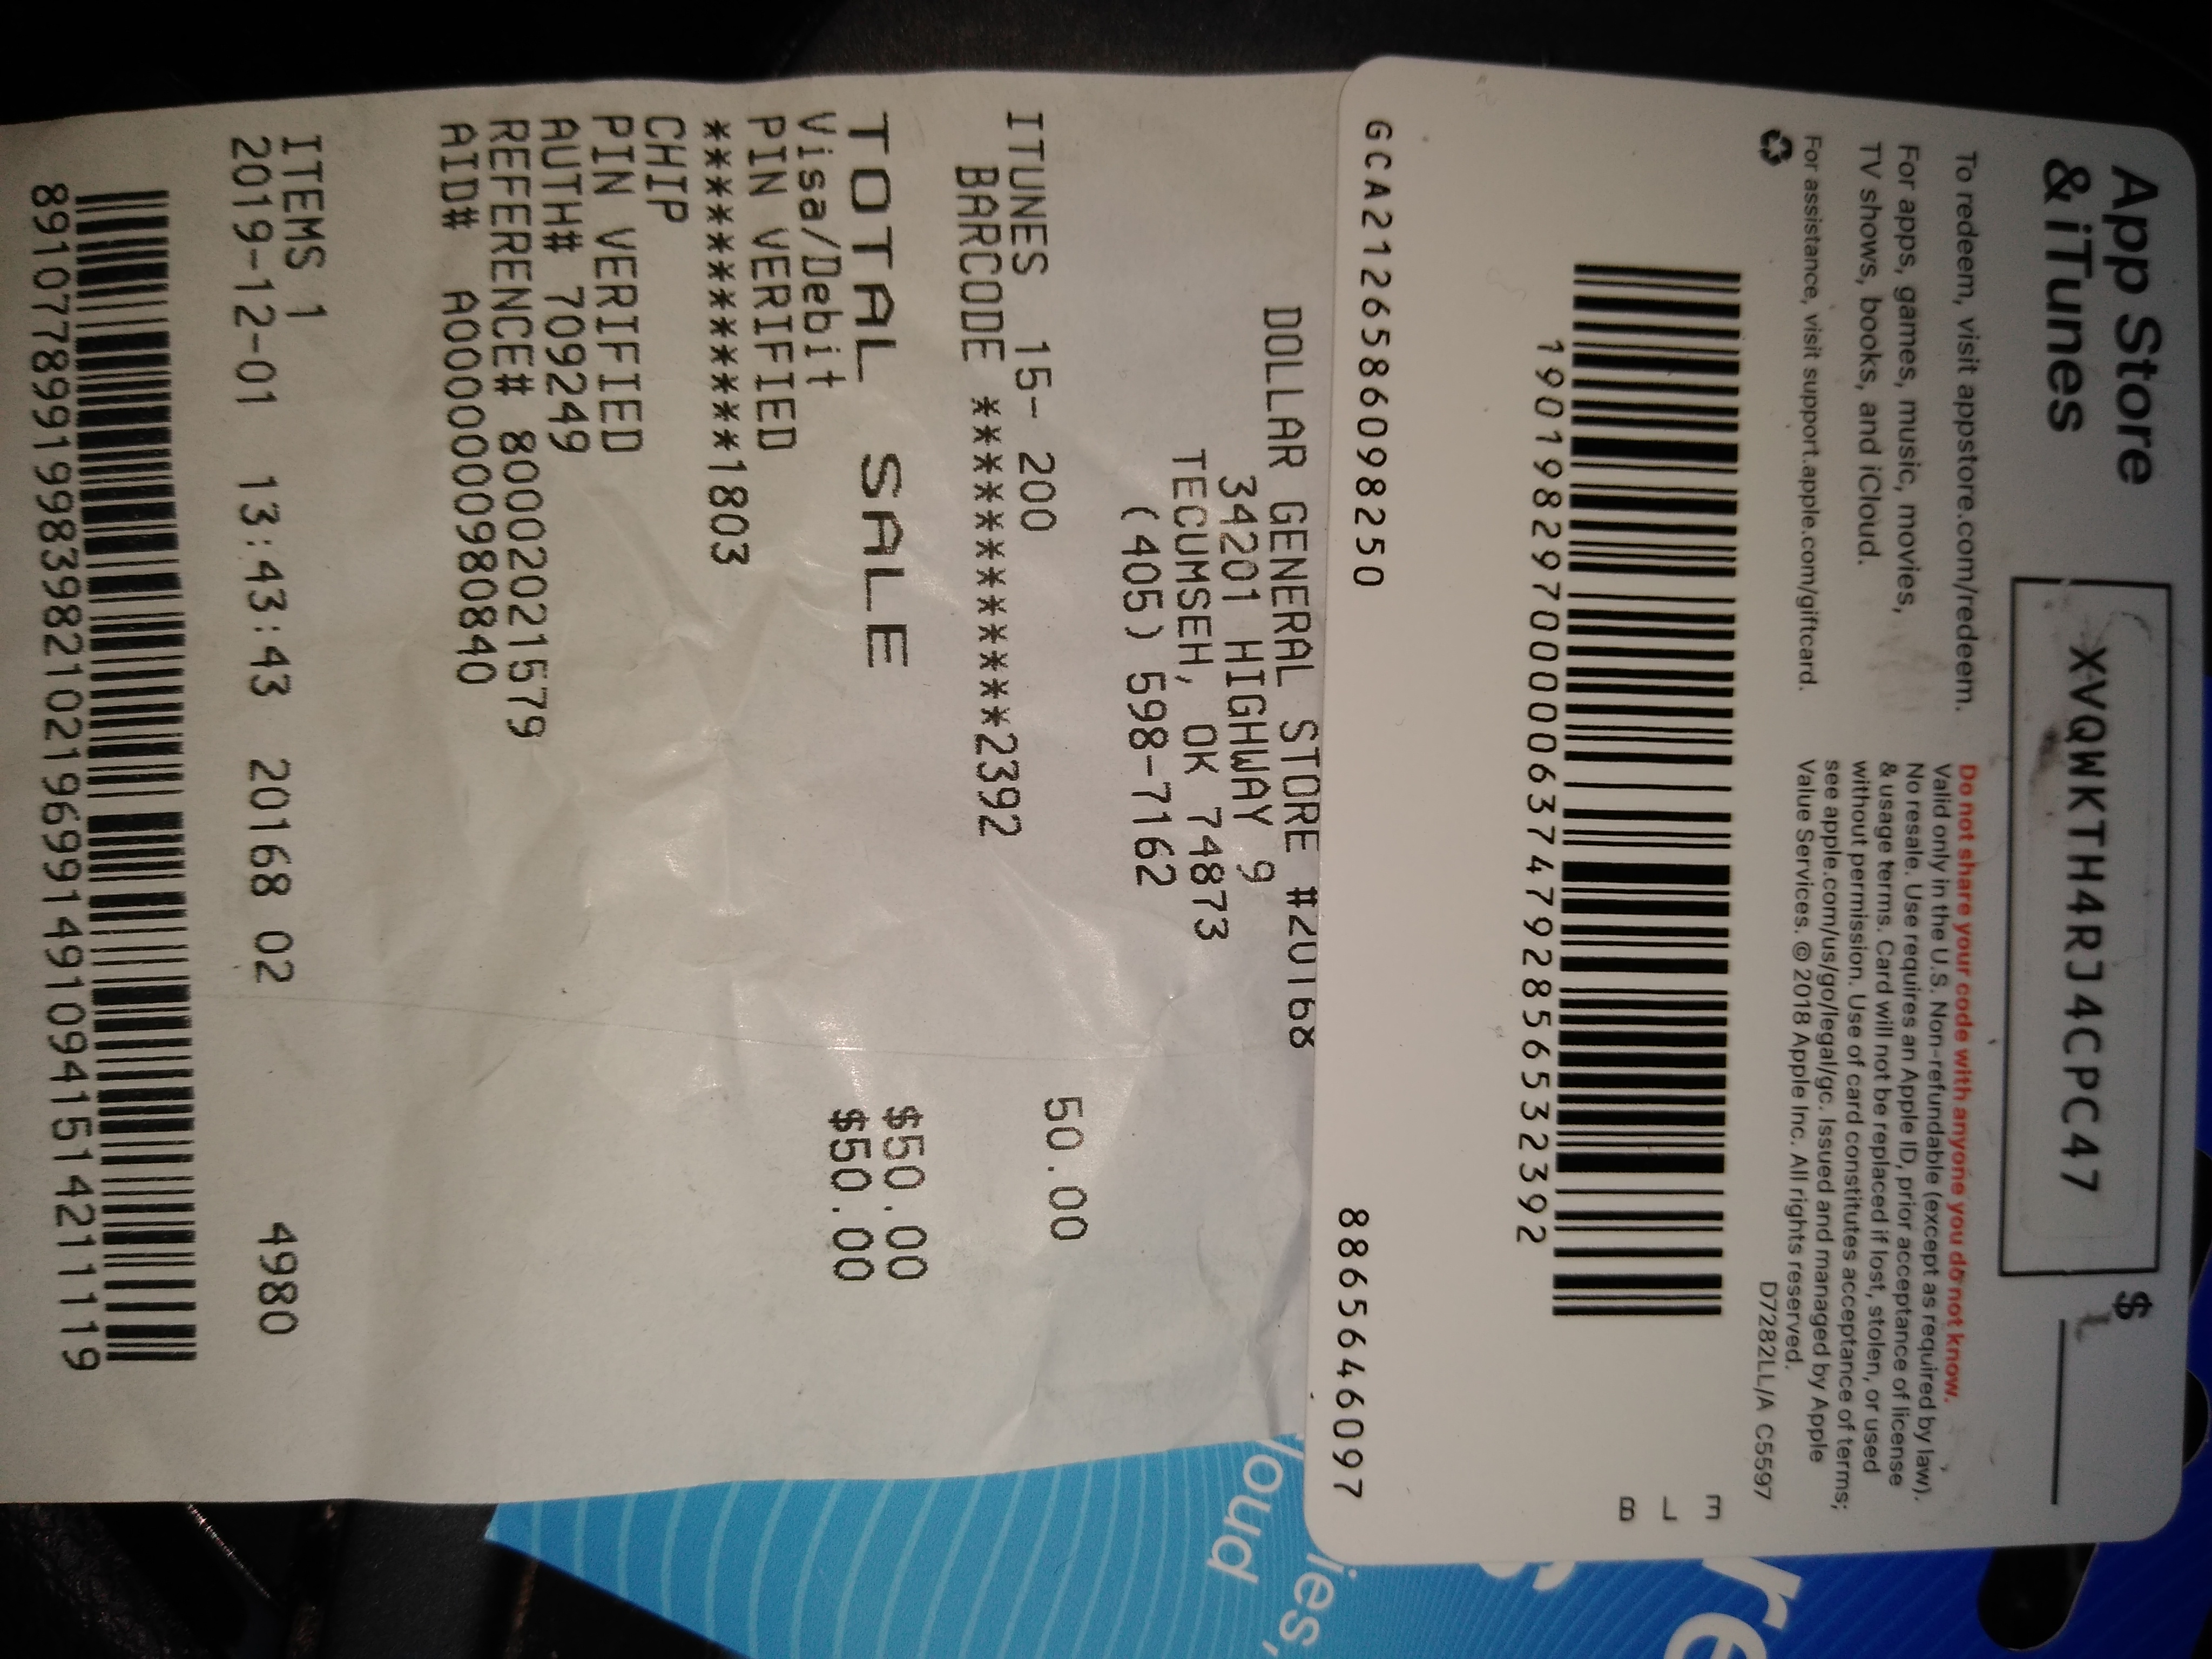 App Store
& iTunes
XVQWKTH4RJ4CPC47
$
To redeem, visit appstore.com/redeem.
For apps, games, music, movies,
TV shows, books, and iCloud.
For assistance, visit support.apple.com/giftcard.
Do not share your code with anyone you do not know.
Valid only in the U.S. Non-refundable (except as required by law).
No resale. Use requires an Apple ID, prior acceptance of license
& usage terms. Card will not be replaced if lost, stolen, or used
without permission. Use of card constitutes acceptance of terms;
see apple.com/us/go/legal/gc. Issued and managed by Apple
Value Services. © 2018 Apple Inc. All rights reserved.
D7282LL/A C5597
190198297000006374792856532392
BLM
GCA2126586098250 8865646097
DOLLAR GENERAL STORE #20168
34201 HIGHWAY 9
TECUMSEH, OK 74873
(405) 598-7162
ITUNES 15- 200 50.00
BARCODE ***************2392
TOTAL SALE $50.00
Visa/Debit $50.00
PIN VERIFIED
************1803
CHIP
PIN VERIFIED
AUTH# 709249
REFERENCE# 80002021579
AID# A0000000980840
ITEMS 1
2019-12-01 13:43:43 20168 02 4980